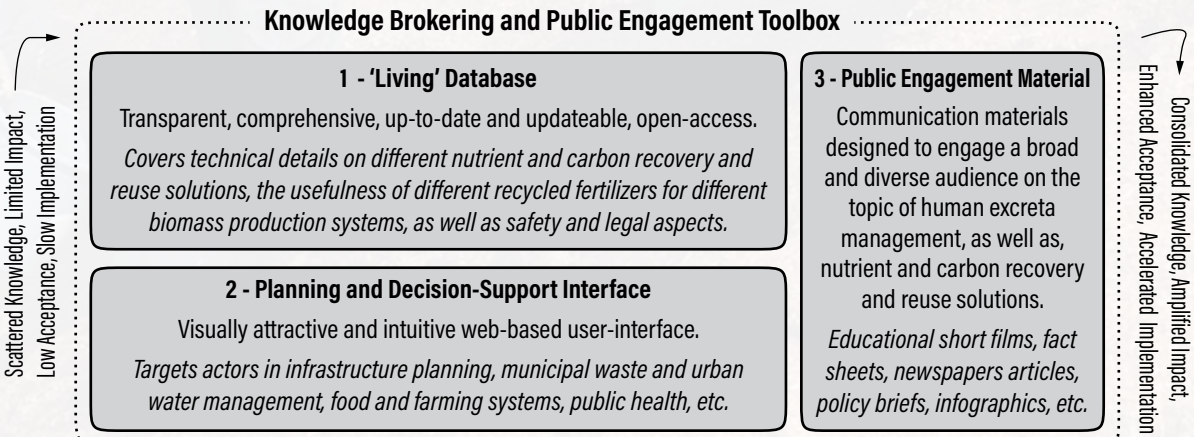 Knowledge Brokering and Public Engagement Toolbox
Scattered Knowledge, Limited Impact,
Low Acceptance, Slow Implementation
1 - ‘Living’ Database
Transparent, comprehensive, up-to-date and updateable, open-access.
Covers technical details on different nutrient and carbon recovery and
reuse solutions, the usefulness of different recycled fertilizers for different
biomass production systems, as well as safety and legal aspects.
2 - Planning and Decision-Support Interface
Visually attractive and intuitive web-based user-interface.
Targets actors in infrastructure planning, municipal waste and urban
water management, food and farming systems, public health, etc.
3 - Public Engagement Material
Communication materials
designed to engage a broad
and diverse audience on the
topic of human excreta
management, as well as,
nutrient and carbon recovery
and reuse solutions.
Educational short films, fact
sheets, newspapers articles,
policy briefs, infographics, etc.
Consolidated Knowledge, Amplified Impact,
Enhanced Acceptance, Accelerated Implementation